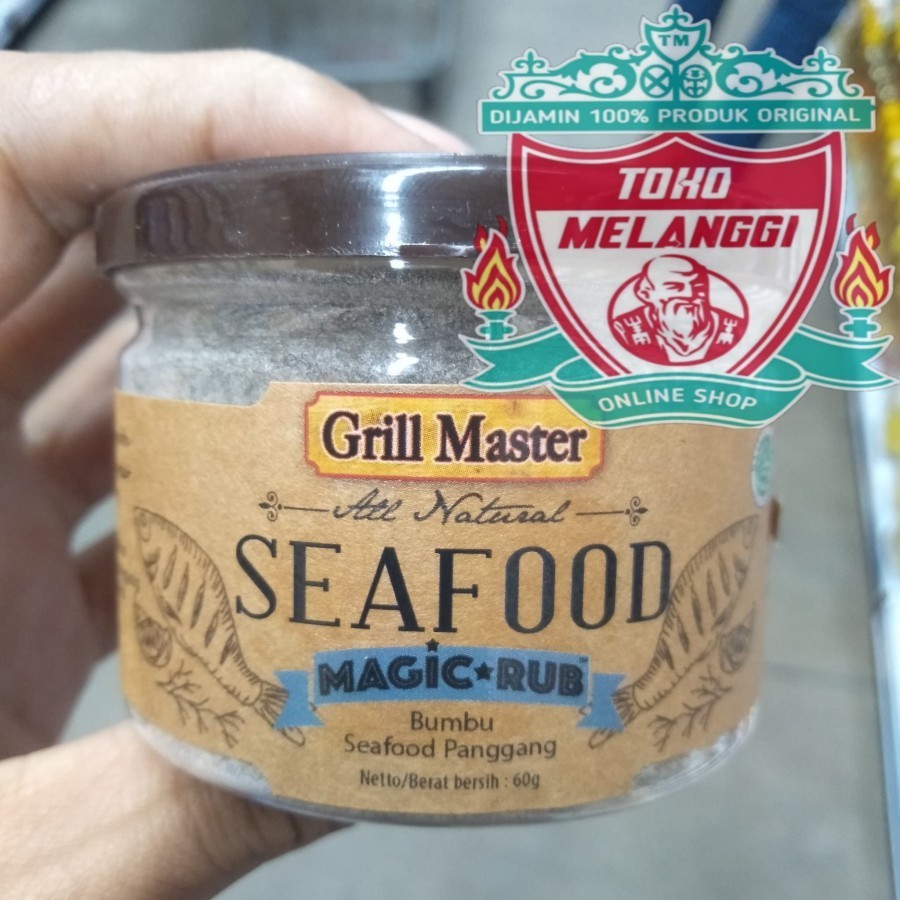 TM
DIJAMIN 100% PRODUK ORIGINAL
TOKO
MELANGGI
ONLINE SHOP
Grill Master
All Natural
SEAFOOD
MAGIC★RUB™
Bumbu
Seafood Panggang
Netto/Berat bersih : 60g